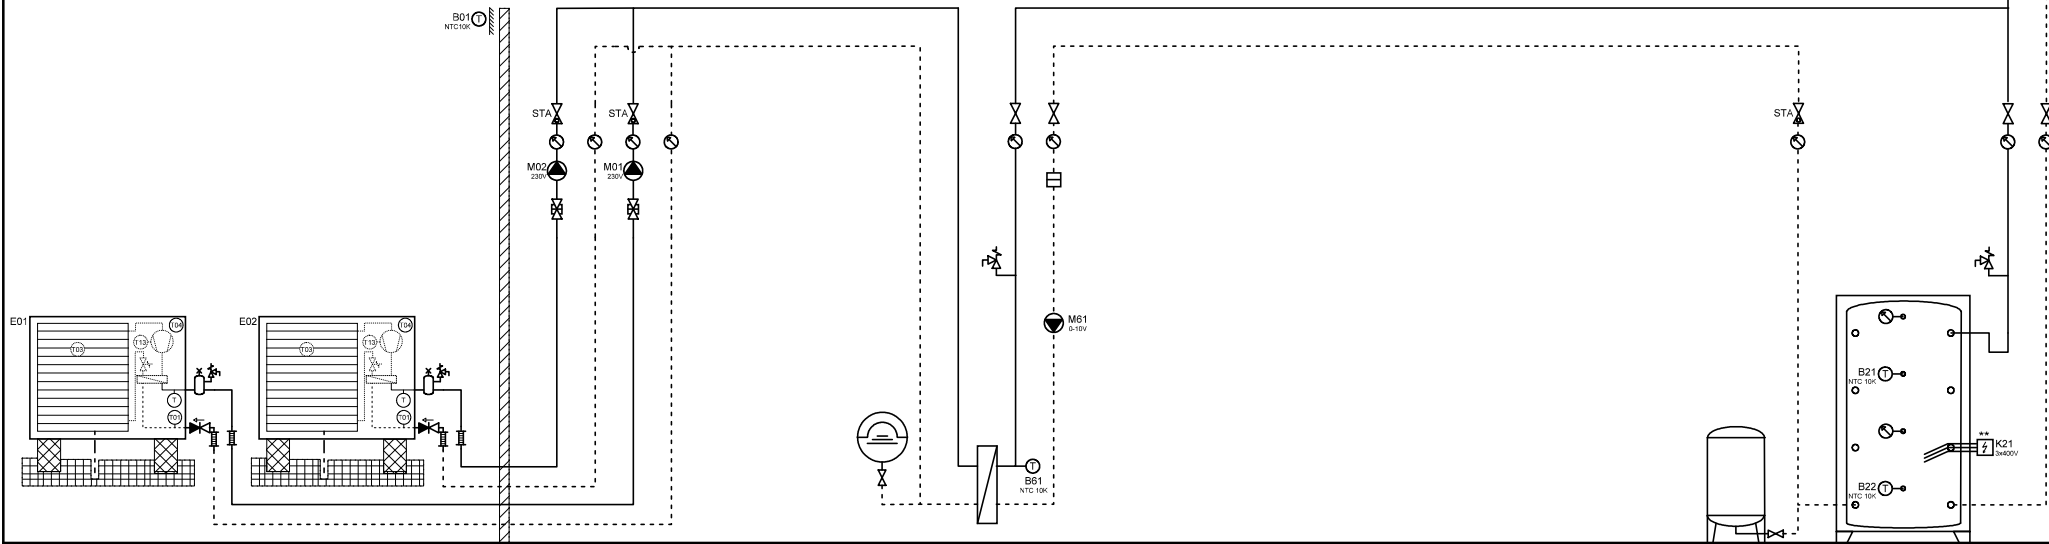 B01 T
NTC10K
STA
STA
STA
M02
230V
M01
230V
M61
0-10V
E01
T04
T13
T03
T
T01
E02
T04
T13
T03
T
T01
T
B61
NTC 10K
B21 T
NTC 10K
**
K21
3x400V
B22 T
NTC 10K